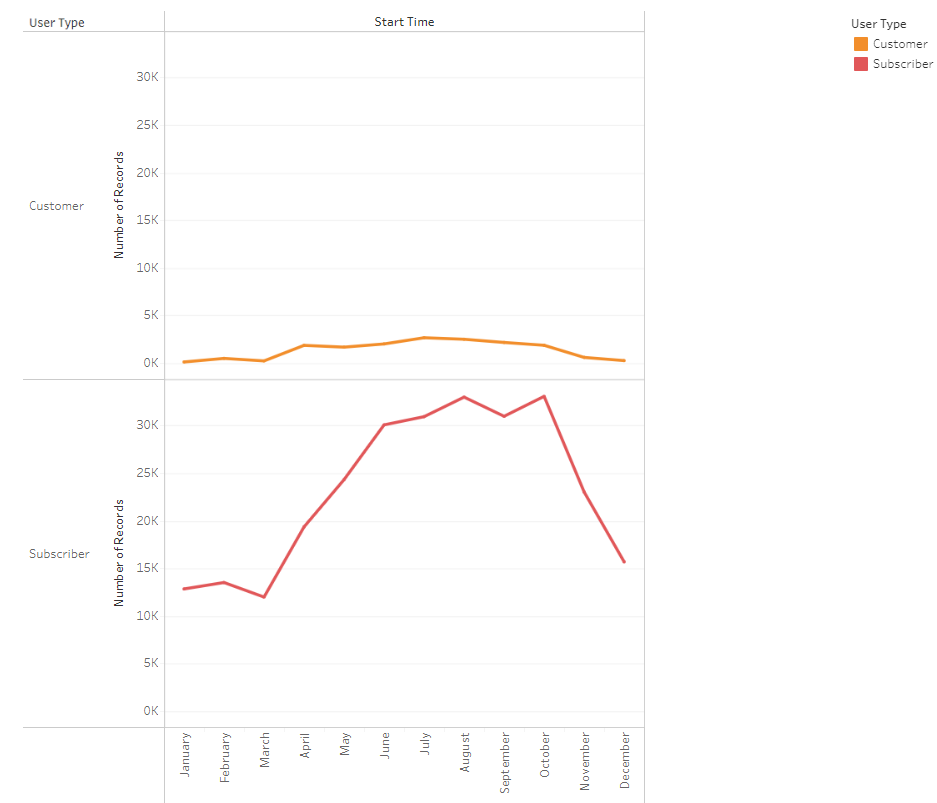 User Type
Start Time
Customer
Number of Records
30K
25K
20K
15K
10K
5K
0K
Subscriber
Number of Records
30K
25K
20K
15K
10K
5K
0K
January
February
March
April
May
June
July
August
September
October
November
December
User Type
Customer
Subscriber